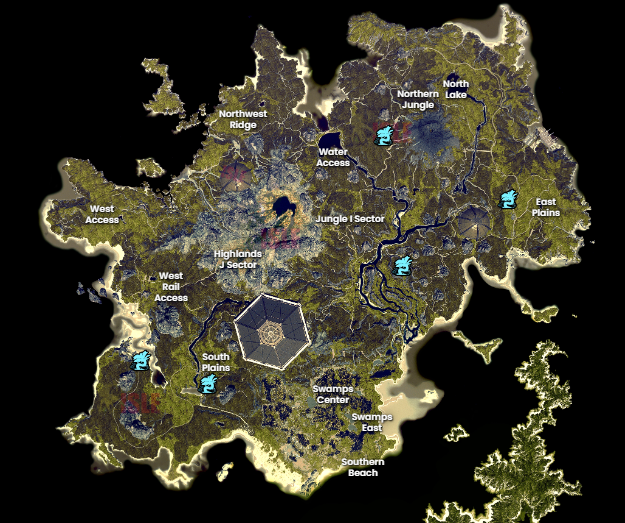 North
Lake
Northern
Jungle
Northwest
Ridge
Water
Access
West
Access
Jungle I Sector
East
Plains
Highlands
J Sector
West
Rail
Access
South
Plains
Swamps
Center
Swamps
East
Southern
Beach